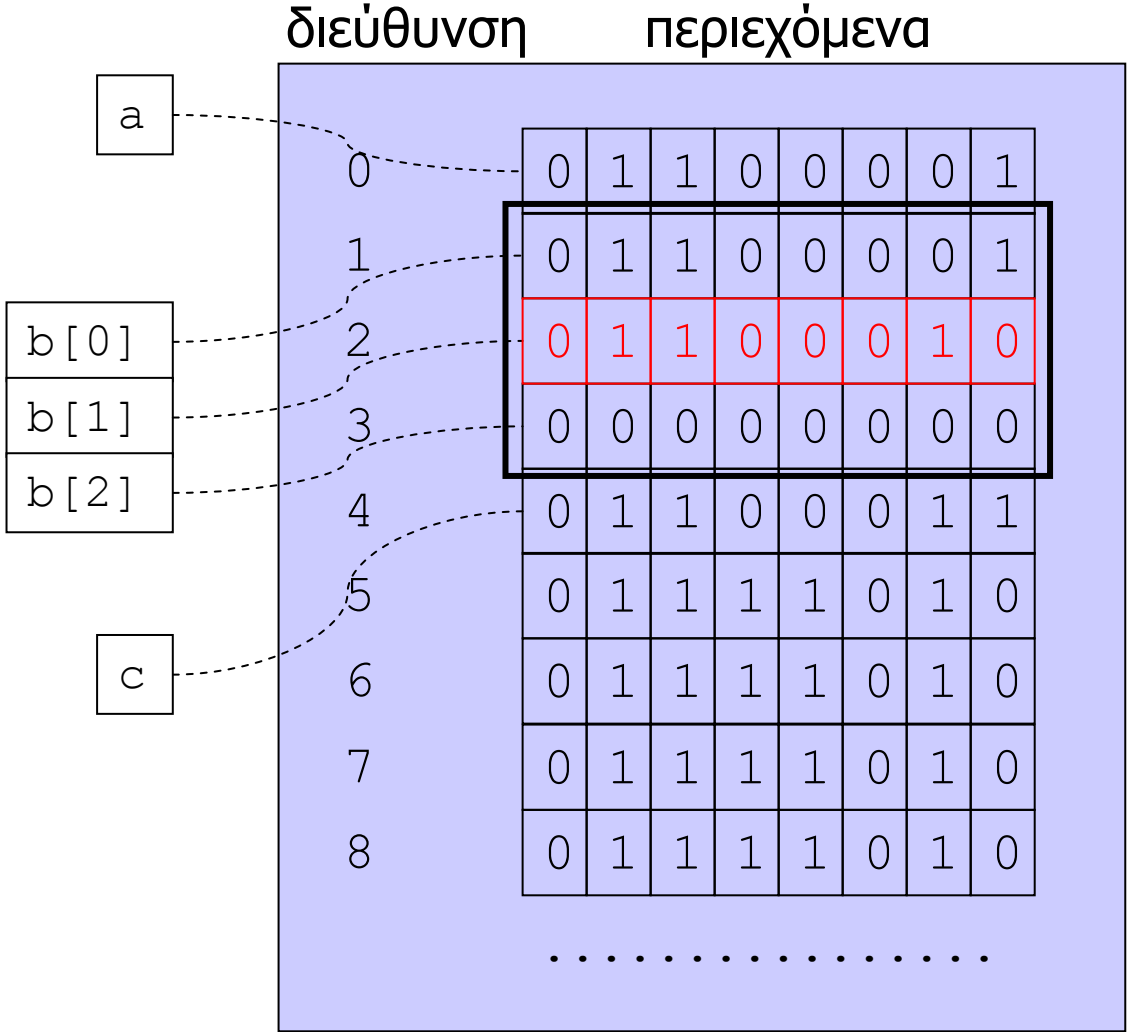 διεύθυνση περιεχόμενα
a
0 0 1 1 0 0 0 0 1
1 0 1 1 0 0 0 0 1
b[0]
2 0 1 1 0 0 0 1 0
b[1]
3 0 0 0 0 0 0 0 0
b[2]
4 0 1 1 0 0 0 1 1
5 0 1 1 1 1 0 1 0
c
6 0 1 1 1 1 0 1 0
7 0 1 1 1 1 0 1 0
8 0 1 1 1 1 0 1 0
................